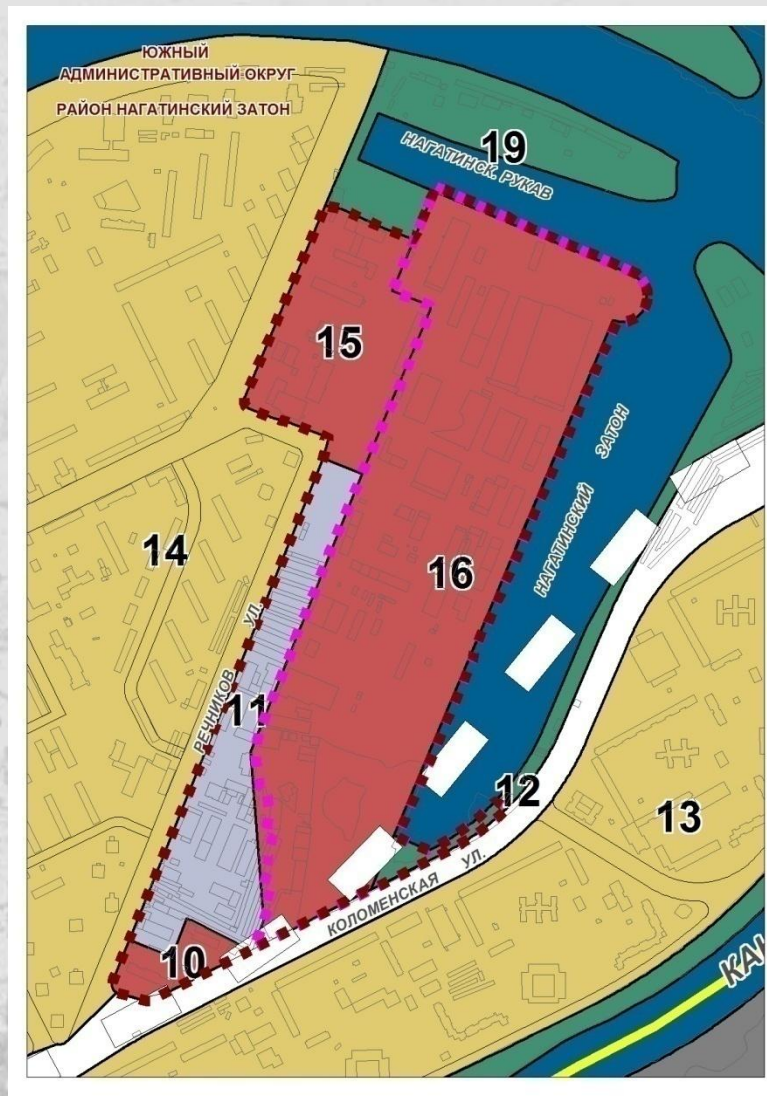 ЮЖНЫЙ
АДМИНИСТРАТИВНЫЙ ОКРУГ
РАЙОН НАГАТИНСКИЙ ЗАТОН
19
НАГАТИНСК. РУКАВ
15
НАГАТИНСКИЙ ЗАТОН
14
16
РЕЧНИКОВ УЛ.
11
12
13
КОЛОМЕНСКАЯ УЛ.
10
КАН